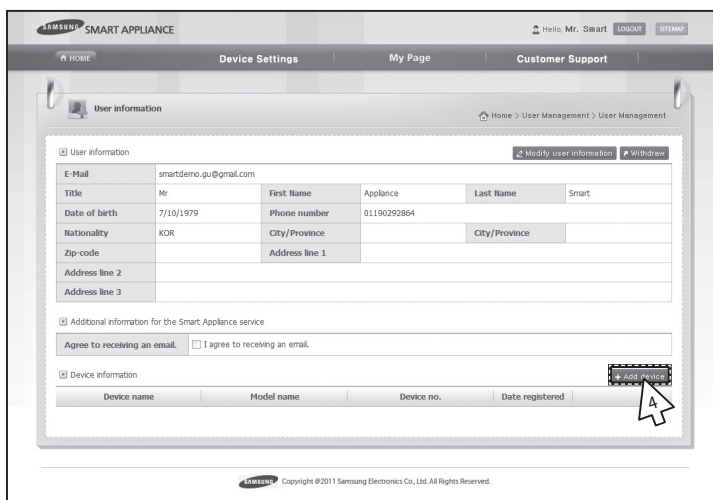 SAMSUNG SMART APPLIANCE
Hello, Mr. Smart LOGOUT SITEMAP
HOME Device Settings My Page Customer Support
User information
Home > User Management > User Management
User information Modify user information Withdraw
E-Mail smartdemo.gu@gmail.com
Title Mr First Name Appliance Last Name Smart
Date of birth 7/10/1979 Phone number 01190292864
Nationality KOR City/Province City/Province
Zip-code Address line 1
Address line 2
Address line 3
Additional information for the Smart Appliance service
Agree to receiving an email. I agree to receiving an email.
Device information + Add device
4
Device name Model name Device no. Date registered
SAMSUNG Copyright @2011 Samsung Electronics Co., Ltd. All Rights Reserved.